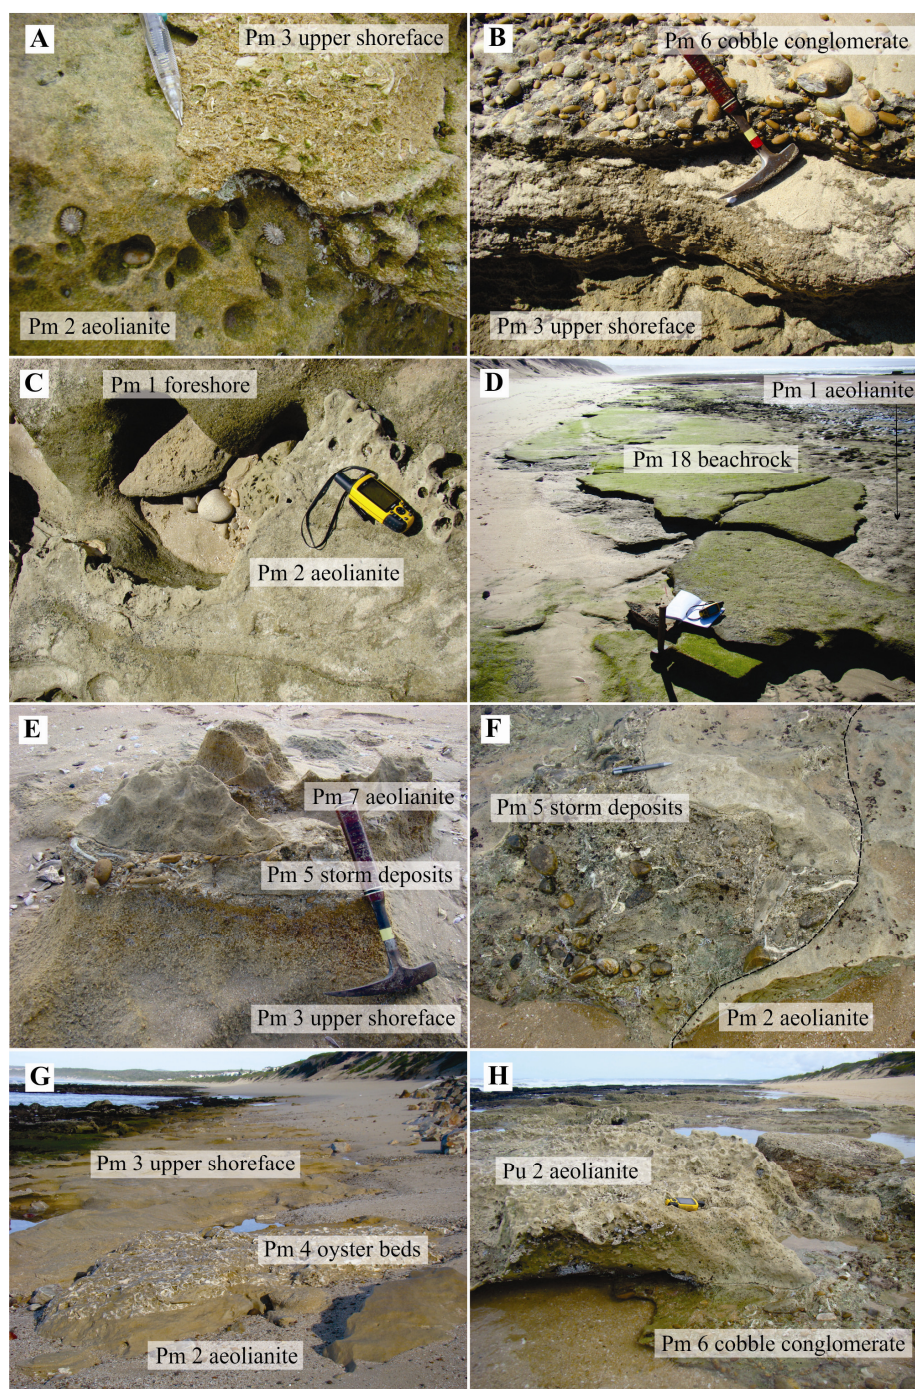 A
Pm 3 upper shoreface
Pm 2 aeolianite
B
Pm 6 cobble conglomerate
Pm 3 upper shoreface
C
Pm 1 foreshore
Pm 2 aeolianite
D
Pm 1 aeolianite
Pm 18 beachrock
E
Pm 7 aeolianite
Pm 5 storm deposits
Pm 3 upper shoreface
F
Pm 5 storm deposits
Pm 2 aeolianite
G
Pm 3 upper shoreface
Pm 4 oyster beds
Pm 2 aeolianite
H
Pu 2 aeolianite
Pm 6 cobble conglomerate